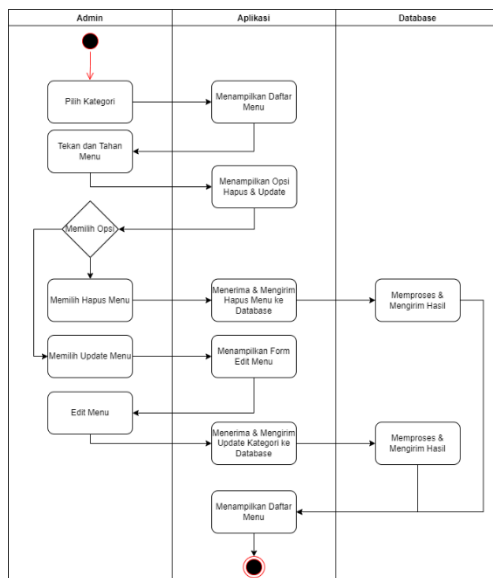 Admin
Aplikasi
Database
Pilih Kategori
Menampilkan Daftar
Menu
Tekan dan Tahan
Menu
Menampilkan Opsi
Hapus & Update
Memilih Opsi
Memilih Hapus Menu
Menerima & Mengirim
Hapus Menu ke
Database
Memproses &
Mengirim Hasil
Memilih Update Menu
Menampilkan Form
Edit Menu
Edit Menu
Menerima & Mengirim
Update Kategori ke
Database
Memproses &
Mengirim Hasil
Menampilkan Daftar
Menu